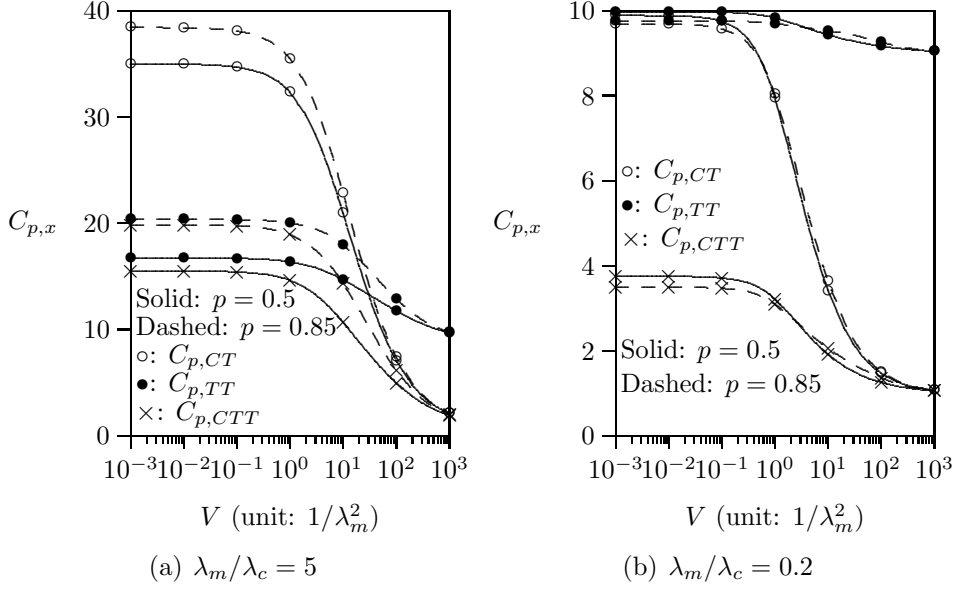 40
30
20
10
0
C_{p,x}
Solid: p = 0.5
Dashed: p = 0.85
○: C_{p,CT}
●: C_{p,TT}
×: C_{p,CTT}
10^{-3} 10^{-2} 10^{-1} 10^0 10^1 10^2 10^3
V (unit: 1/λ_m^2)
(a) λ_m/λ_c = 5
10
8
6
4
2
0
C_{p,x}
○: C_{p,CT}
●: C_{p,TT}
×: C_{p,CTT}
Solid: p = 0.5
Dashed: p = 0.85
10^{-3} 10^{-2} 10^{-1} 10^0 10^1 10^2 10^3
V (unit: 1/λ_m^2)
(b) λ_m/λ_c = 0.2